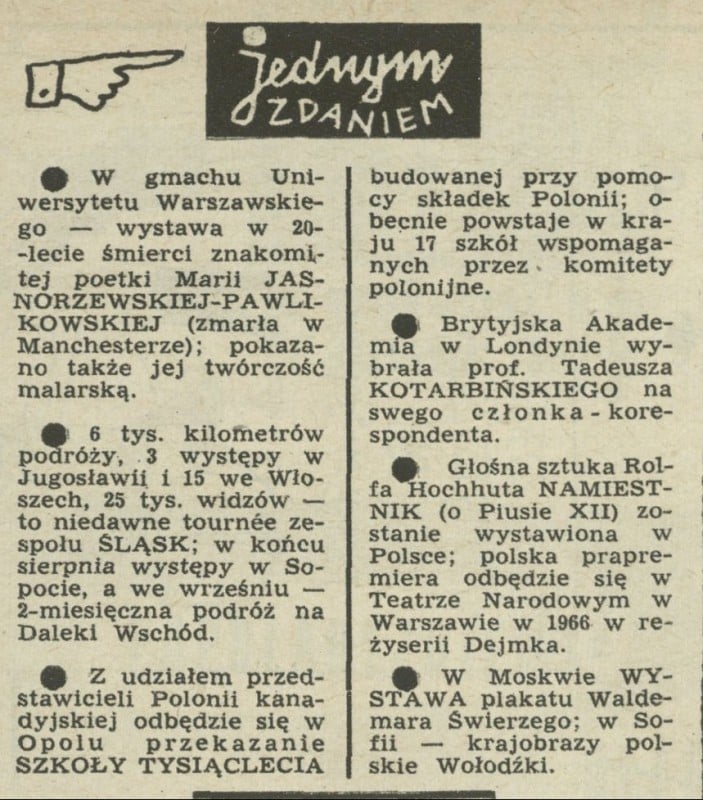 jednym
ZDANIEM
● W gmachu Uni-
wersytetu Warszawskie-
go — wystawa w 20-
-lecie śmierci znakomi-
tej poetki Marii JAS-
NORZEWSKIEJ-PAWLI-
KOWSKIEJ (zmarła w
Manchesterze); pokaza-
no także jej twórczość
malarską.
● 6 tys. kilometrów
podróży, 3 występy w
Jugosławii i 15 we Wło-
szech, 25 tys. widzów —
to niedawne tournée ze-
społu ŚLĄSK; w końcu
sierpnia występy w So-
pocie, a we wrześniu —
2-miesięczna podróż na
Daleki Wschód.
● Z udziałem przed-
stawicieli Polonii kana-
dyjskiej odbędzie się w
Opolu przekazanie
SZKOŁY TYSIĄCLECIA
budowanej przy pomo-
cy składek Polonii; o-
becnie powstaje w kra-
ju 17 szkół wspomaga-
nych przez komitety
polonijne.
● Brytyjska Akade-
mia w Londynie wy-
brała prof. Tadeusza
KOTARBIŃSKIEGO na
swego członka-kore-
spondenta.
● Głośna sztuka Rol-
fa Hochhuta NAMIEST-
NIK (o Piusie XII) zo-
stanie wystawiona w
Polsce; polska prapre-
miera odbędzie się w
Teatrze Narodowym w
Warszawie w 1966 w re-
żyserii Dejmka.
● W Moskwie WY-
STAWA plakatu Walde-
mara Świerzego; w So-
fii — krajobrazy pol-
skie Wołodźki.